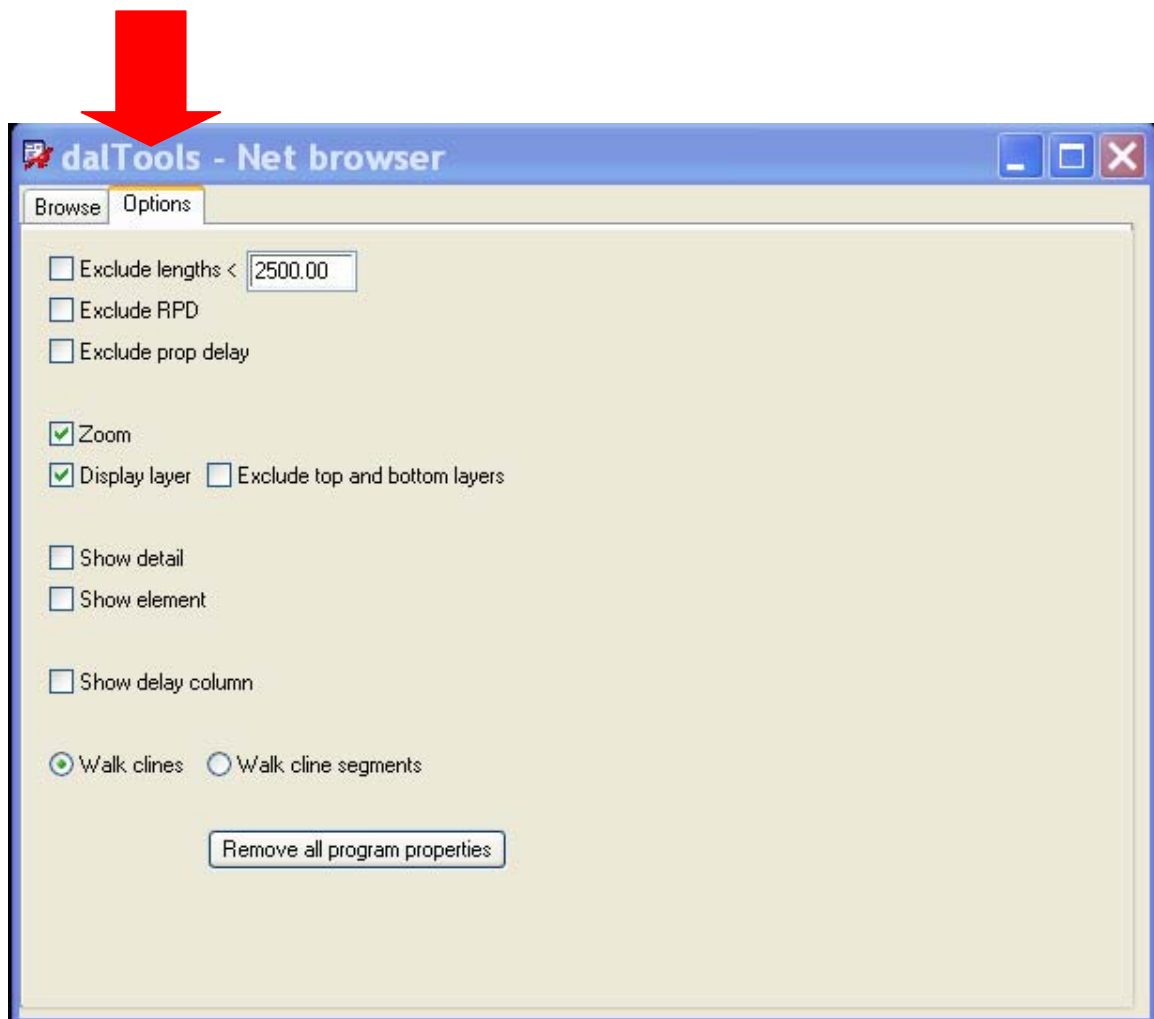 dalTools - Net browser
Browse Options
Exclude lengths < 2500.00
Exclude RPD
Exclude prop delay
Zoom
Display layer Exclude top and bottom layers
Show detail
Show element
Show delay column
Walk clines Walk cline segments
Remove all program properties